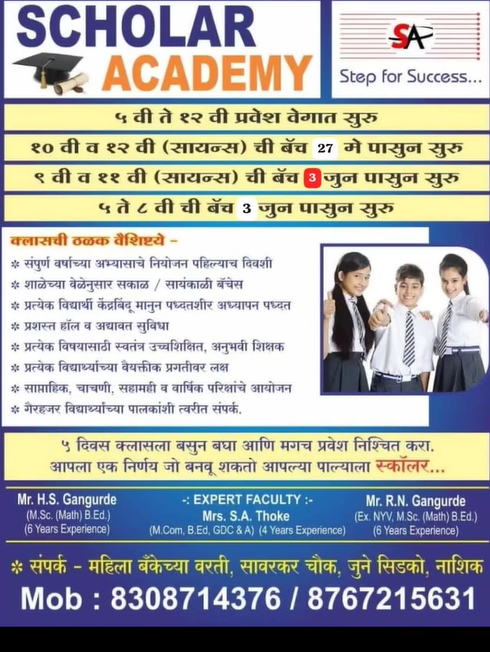 SCHOLAR
ACADEMY
SA
Step for Success...
५ वी ते १२ वी प्रवेश वेगात सुरु
१० वी व १२ वी (सायन्स) ची बॅच 27 मे पासुन सुरु
९ वी व ११ वी (सायन्स) ची बॅच 3 जुन पासुन सुरु
५ ते ८ वी ची बॅच 3 जुन पासुन सुरु
क्लासची ठळक वैशिष्ट्ये -
❖ संपुर्ण वर्षाच्या अभ्यासाचे नियोजन पहिल्याच दिवशी
❖ शाळेच्या वेळेनुसार सकाळ / सायंकाळी बॅचेस
❖ प्रत्येक विद्यार्थी केंद्रबिंदू मानुन पध्दतशीर अध्यापन पध्दत
❖ प्रशस्त हॉल व अद्यावत सुविधा
❖ प्रत्येक विषयासाठी स्वतंत्र उच्चशिक्षित, अनुभवी शिक्षक
❖ प्रत्येक विद्यार्थ्याच्या वैयक्तीक प्रगतीवर लक्ष
❖ साप्ताहिक, चाचणी, सहामही व वार्षिक परिक्षांचे आयोजन
❖ गैरहजर विद्यार्थ्यांच्या पालकांशी त्वरीत संपर्क.
५ दिवस क्लासला बसुन बघा आणि मगच प्रवेश निश्चित करा.
आपला एक निर्णय जो बनवू शकतो आपल्या पाल्याला स्कॉलर...
Mr. H.S. Gangurde
(M.Sc. (Math) B.Ed.)
(6 Years Experience)
-: EXPERT FACULTY :-
Mrs. S.A. Thoke
(M.Com, B.Ed, GDC & A) (4 Years Experience)
Mr. R.N. Gangurde
(Ex. NYV, M.Sc. (Math) B.Ed.)
(6 Years Experience)
❖ संपर्क - महिला बँकेच्या वरती, सावरकर चौक, जुने सिडको, नाशिक
Mob : 8308714376 / 8767215631